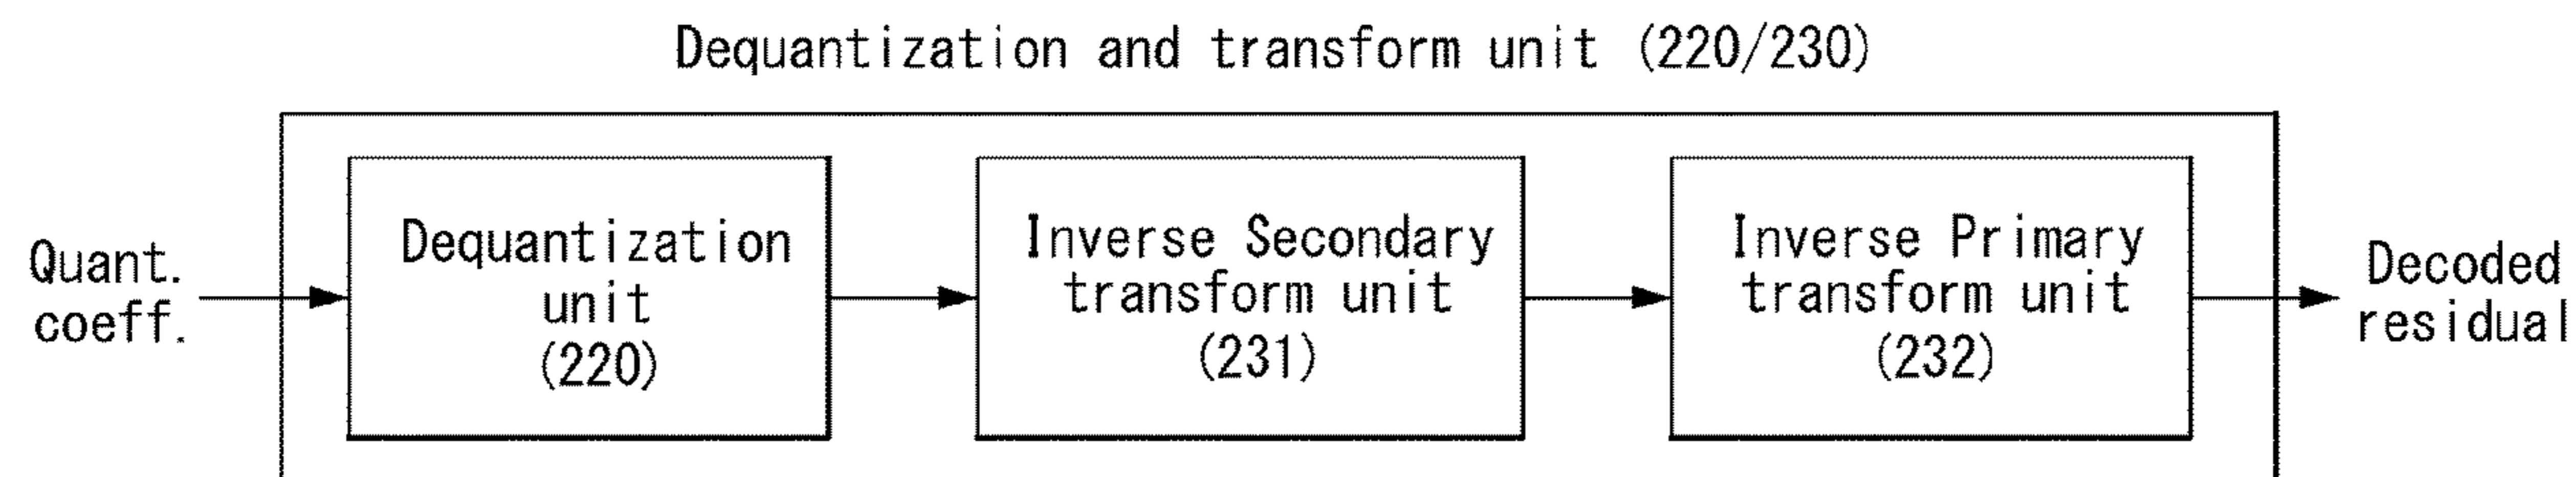 Dequantization and transform unit (220/230)
Quant.
coeff.
Dequantization
unit
(220)
Inverse Secondary
transform unit
(231)
Inverse Primary
transform unit
(232)
Decoded
residual